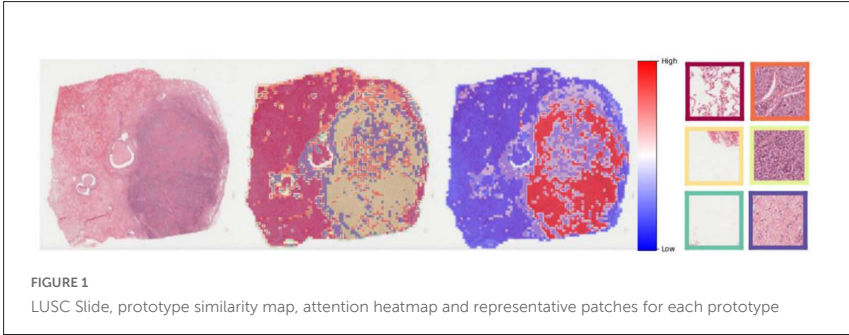 High
Low
FIGURE 1
LUSC Slide, prototype similarity map, attention heatmap and representative patches for each prototype